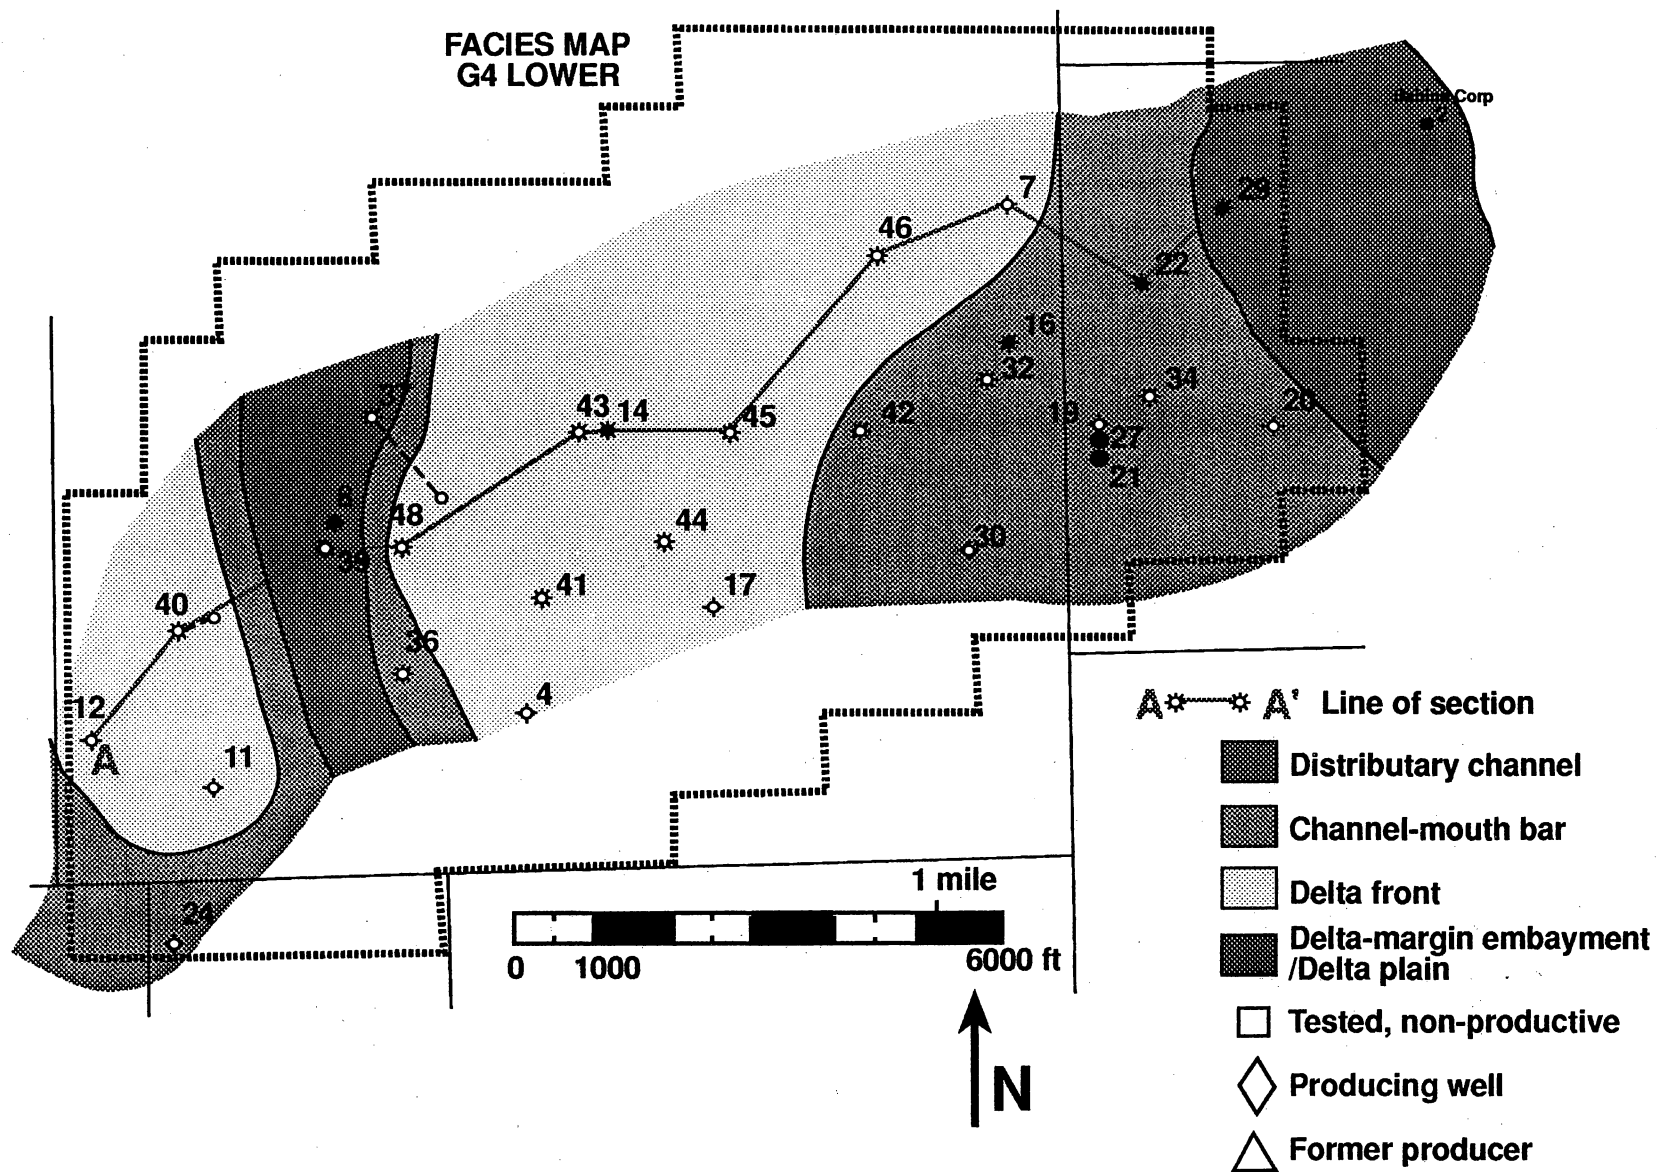 FACIES MAP
G4 LOWER
Corp
2
7
29
46
22
16
32
37
34
43 14
45
42
19
20
27
21
6
48
44
30
39
41
17
40
36
12
4
A
11
24
A A' Line of section
Distributary channel
Channel-mouth bar
Delta front
Delta-margin embayment
/Delta plain
Tested, non-productive
Producing well
Former producer
1 mile
0 1000 6000 ft
N